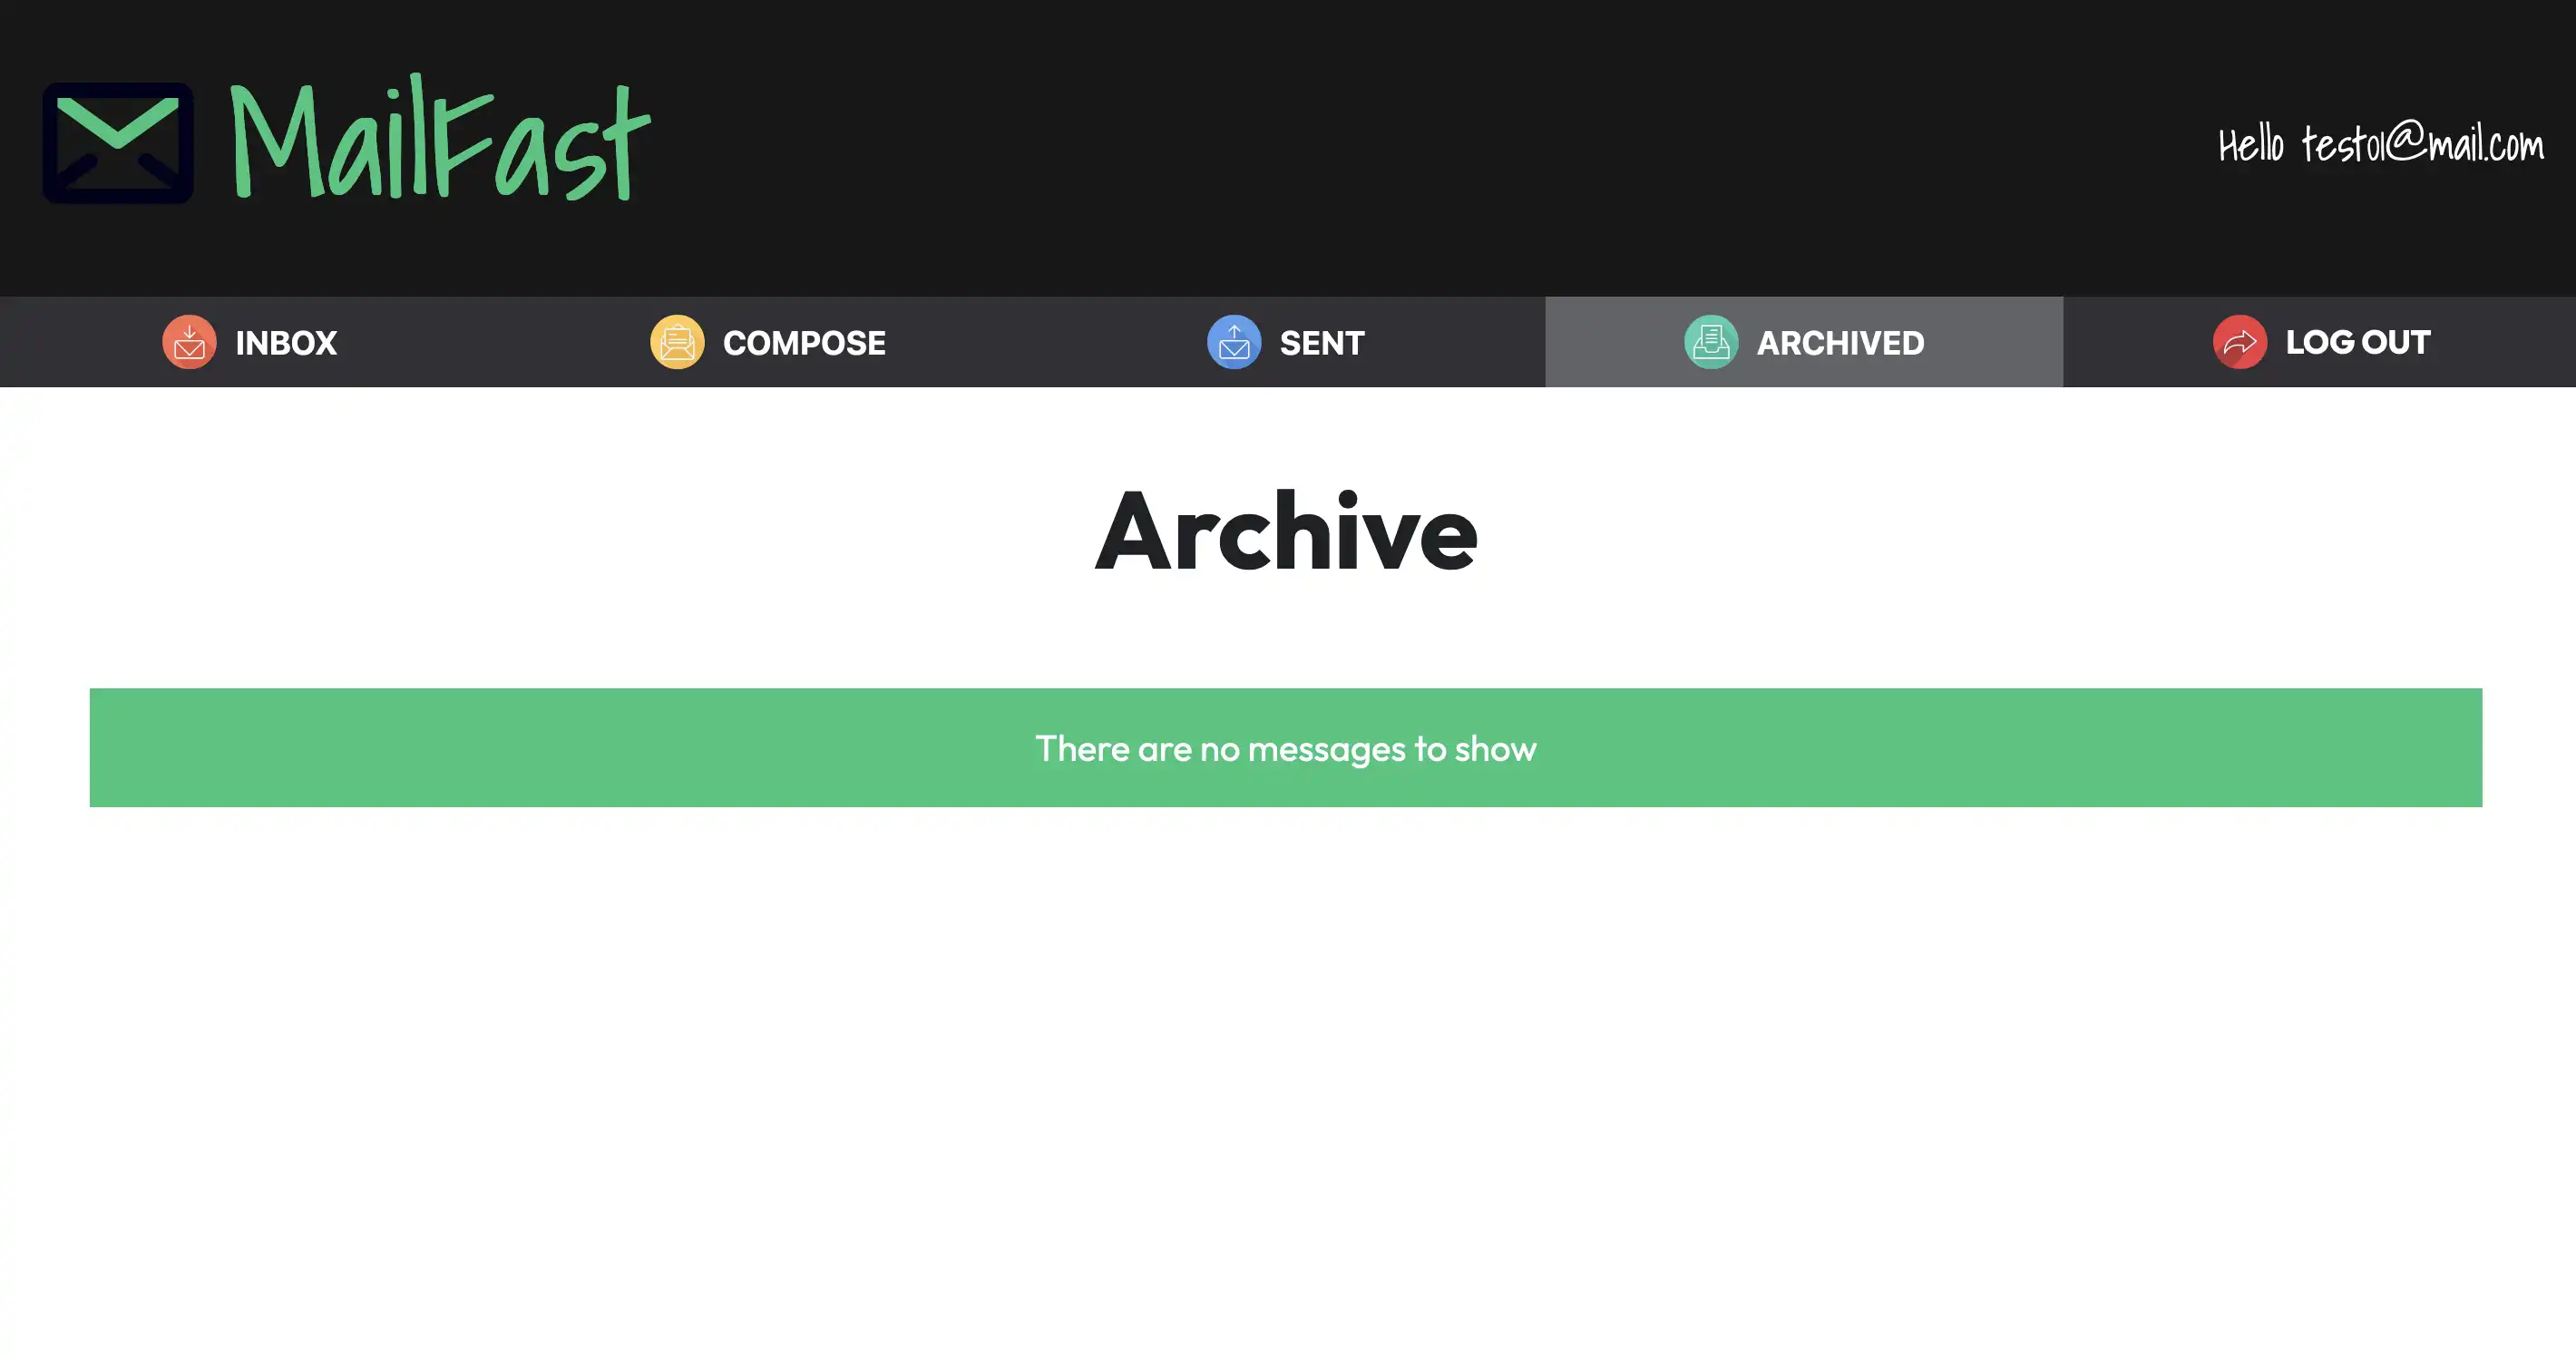 MailFast
Hello test01@mail.com
INBOX
COMPOSE
SENT
ARCHIVED
LOG OUT
Archive
There are no messages to show